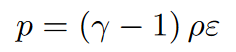 p = (γ − 1) ρε